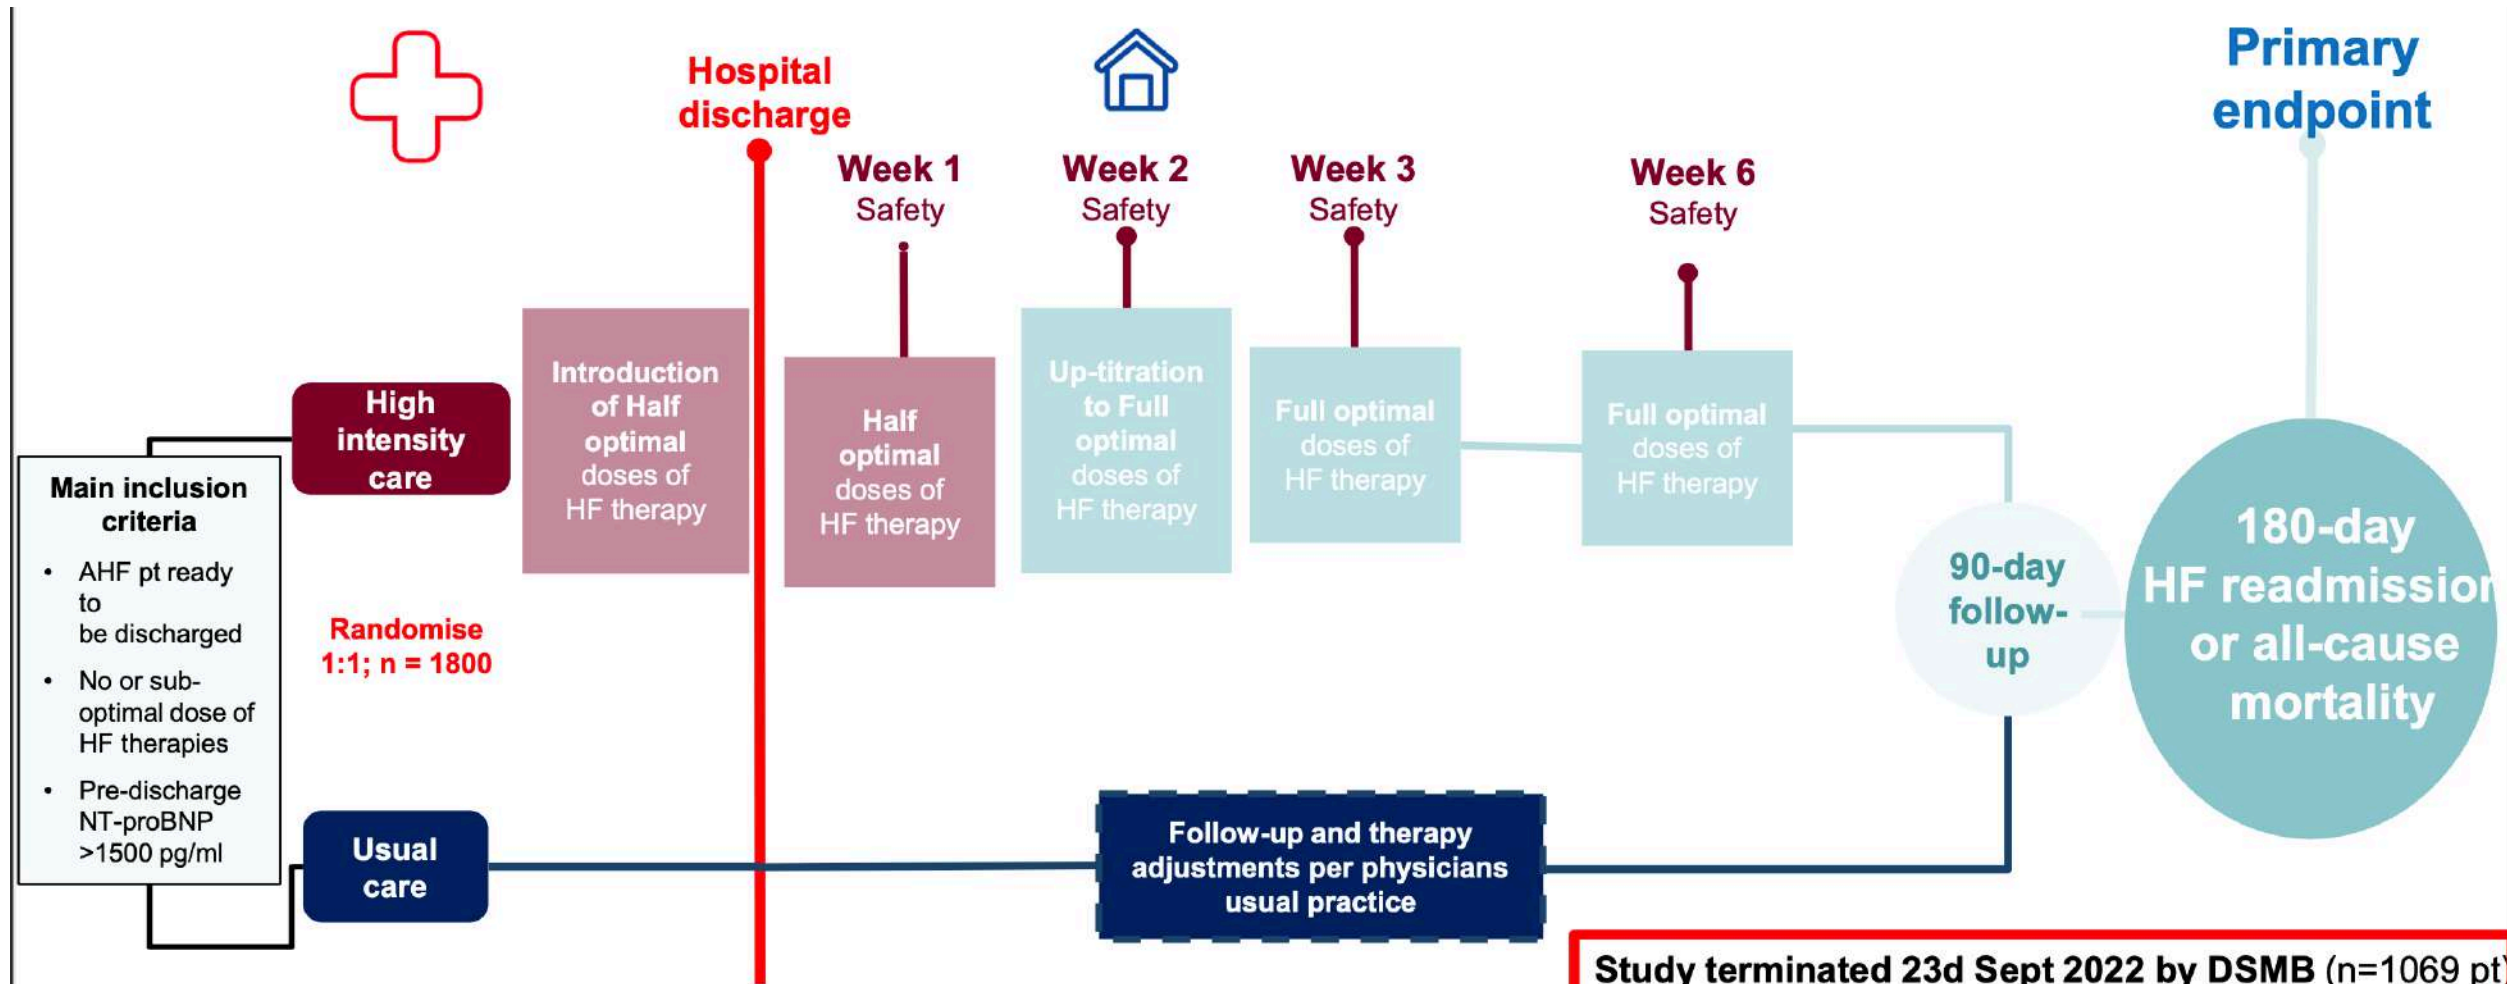 Hospital
discharge
Primary
endpoint
Week 1
Safety
Week 2
Safety
Week 3
Safety
Week 6
Safety
Main inclusion
criteria
• AHF pt ready
to
be discharged
• No or sub-
optimal dose of
HF therapies
• Pre-discharge
NT-proBNP
>1500 pg/ml
High
intensity
care
Randomise
1:1; n = 1800
Usual
care
Introduction
of Half
optimal
doses of
HF therapy
Half
optimal
doses of
HF therapy
Up-titration
to Full
optimal
doses of
HF therapy
Full optimal
doses of
HF therapy
Full optimal
doses of
HF therapy
Follow-up and therapy
adjustments per physicians
usual practice
90-day
follow-
up
180-day
HF readmission
or all-cause
mortality
Study terminated 23d Sept 2022 by DSMB (n=1069 pt)